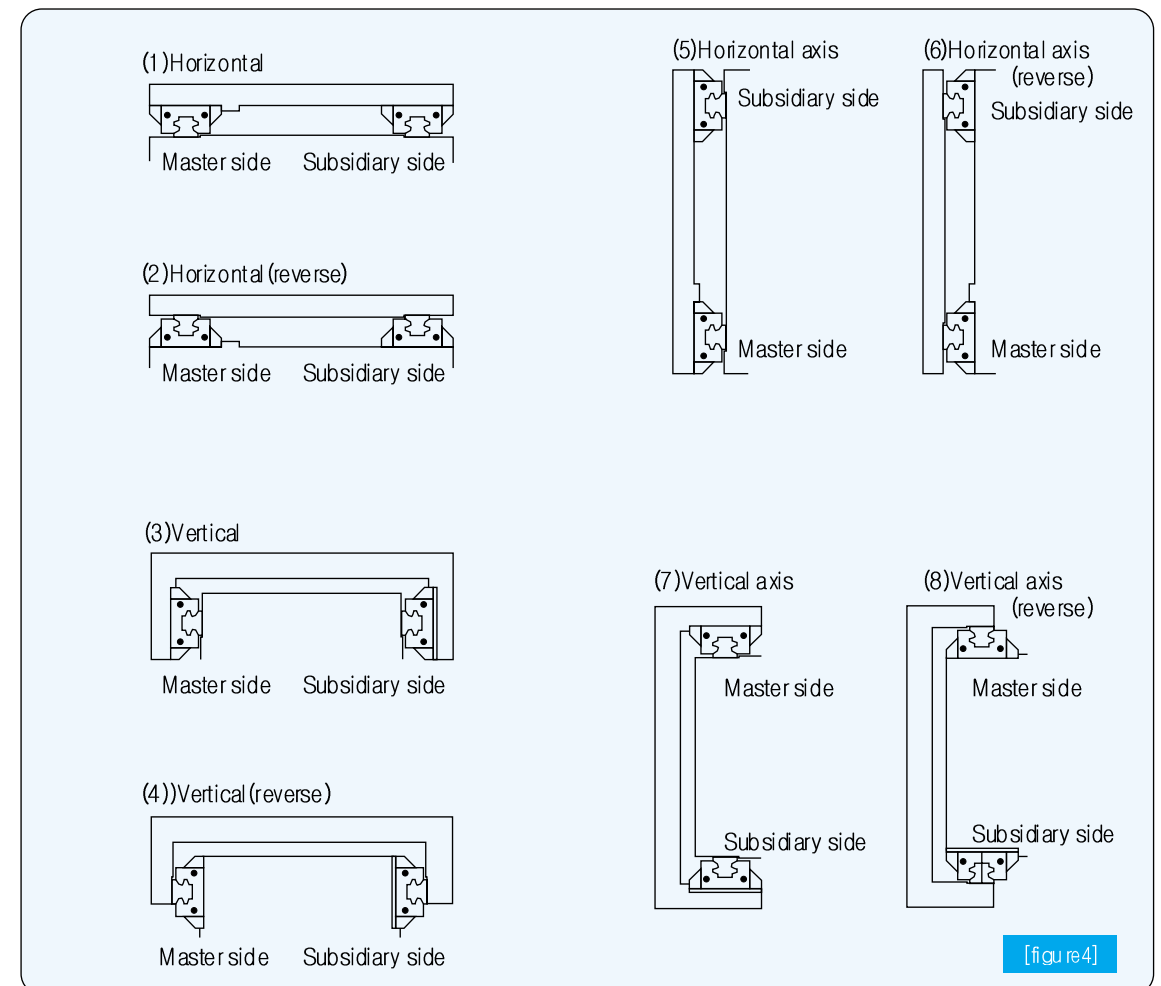 (1)Horizontal
Master side
Subsidiary side
(2)Horizontal(reverse)
Master side
Subsidiary side
(3)Vertical
Master side
Subsidiary side
(4))Vertical(reverse)
Master side
Subsidiary side
(5)Horizontal axis
Subsidiary side
Master side
(6)Horizontal axis
(reverse)
Subsidiary side
Master side
(7)Vertical axis
Master side
Subsidiary side
(8)Vertical axis
(reverse)
Master side
Subsidiary side
[figure4]